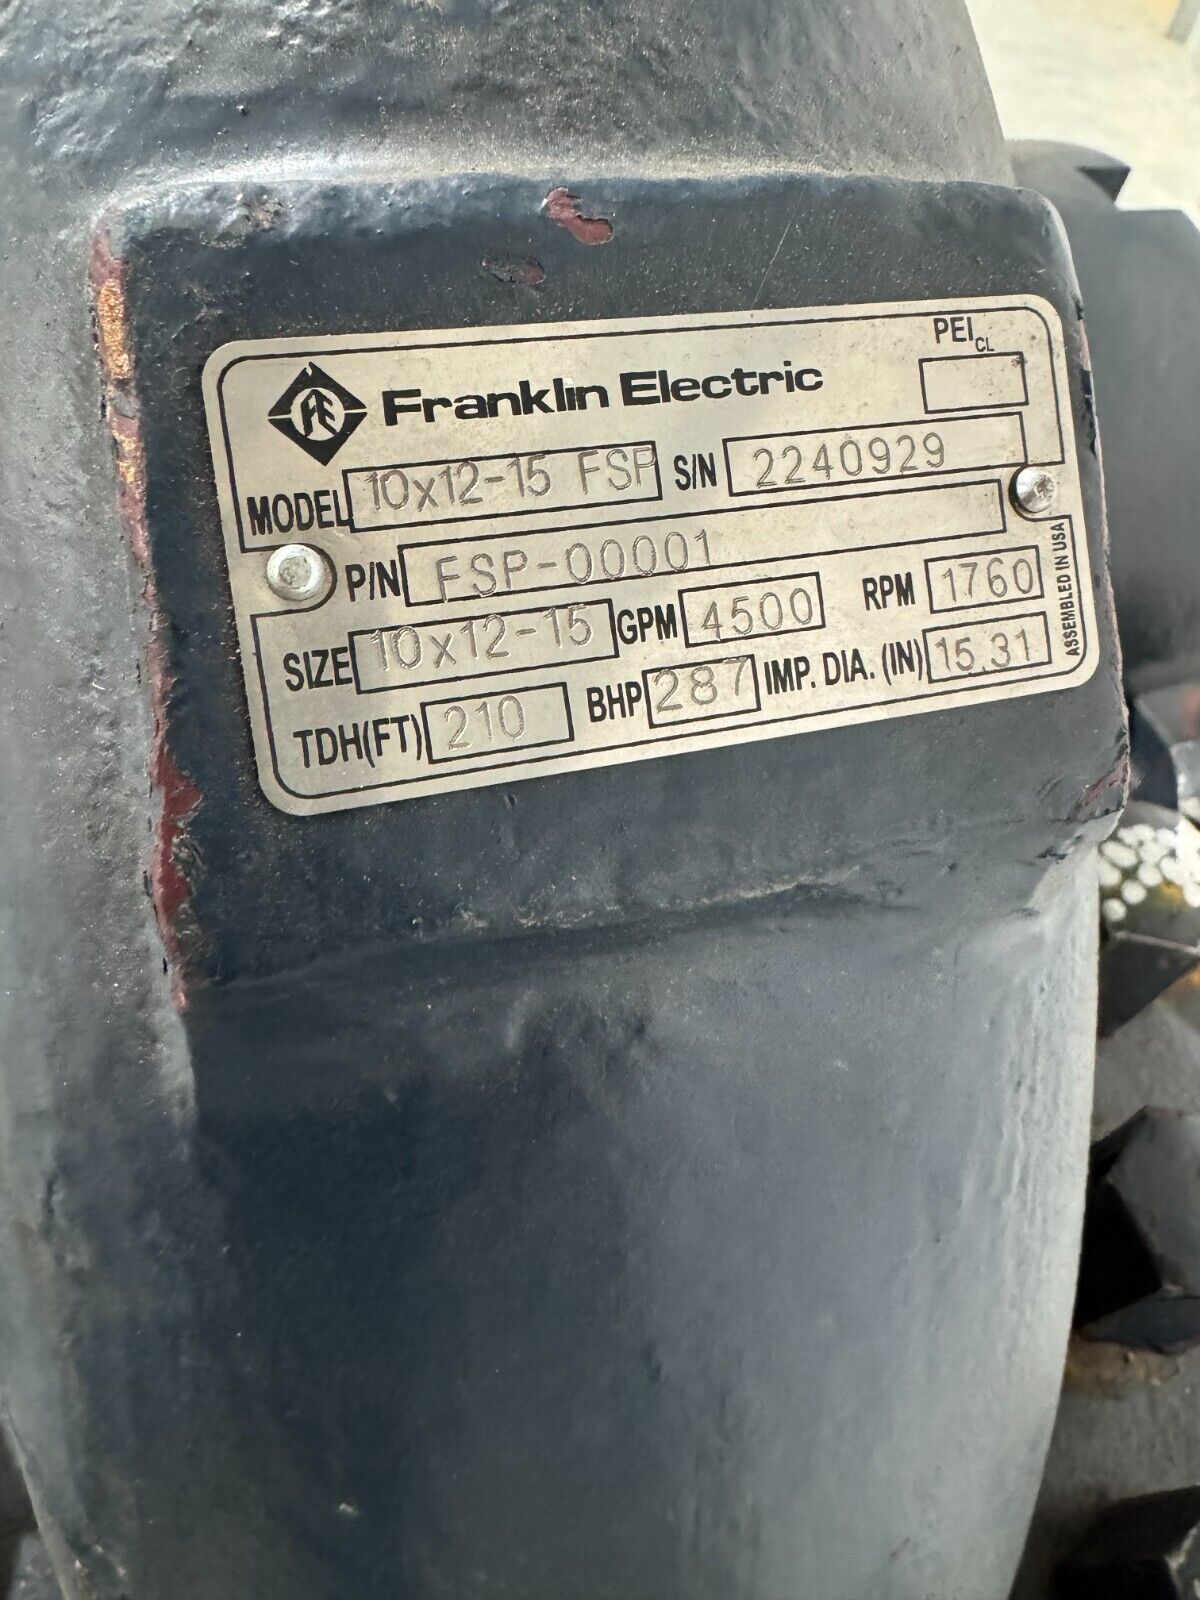 FE Franklin Electric PEI CL
MODEL 10x12-15 FSP S/N 2240929
P/N FSP-00001
SIZE 10x12-15 GPM 4500 RPM 1760
TDH(FT) 210 BHP 287 IMP. DIA. (IN) 15.31
ASSEMBLED IN USA